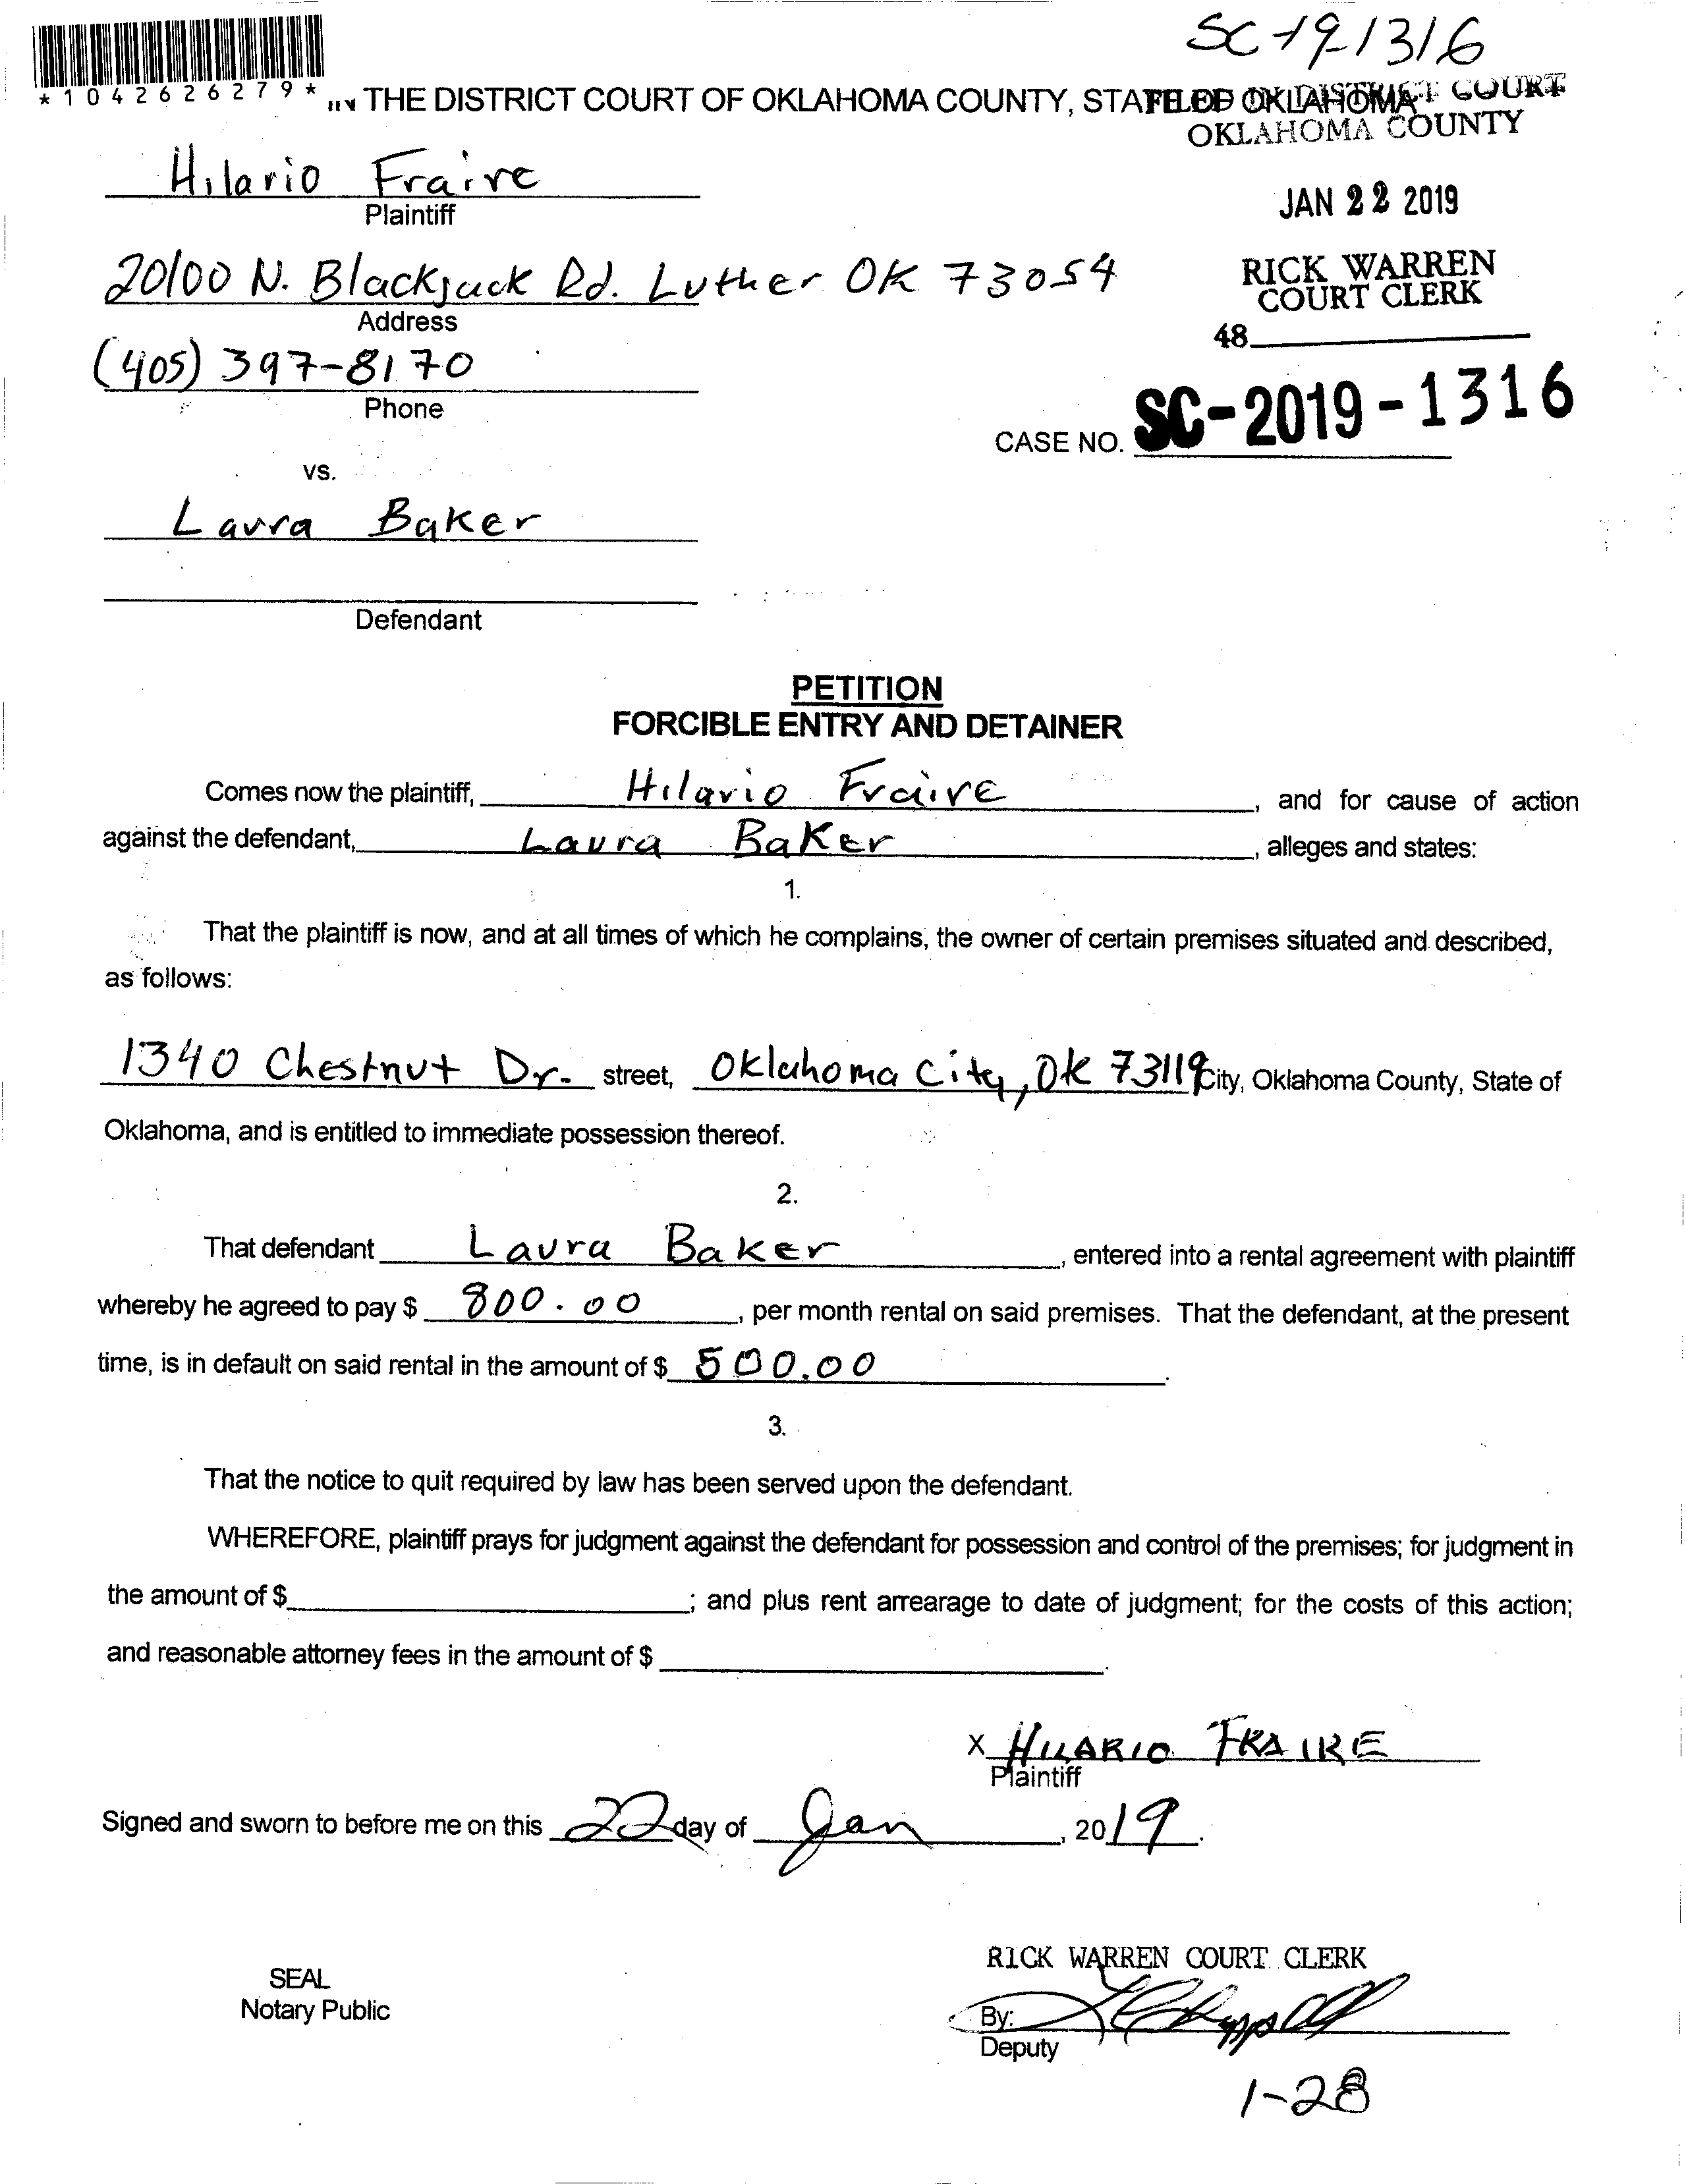 SC-19-1316
*1042626279*
IN THE DISTRICT COURT OF OKLAHOMA COUNTY, STATE OF OKLAHOMA
FILED IN DISTRICT COURT
OKLAHOMA COUNTY
Hilario Fraire
Plaintiff
JAN 22 2019
20100 N. Blackjack Rd. Luther OK 73054
Address
RICK WARREN
COURT CLERK
48
(405) 397-8170
Phone
CASE NO. SC-2019-1316
vs.
Laura Baker
Defendant
PETITION
FORCIBLE ENTRY AND DETAINER
Comes now the plaintiff, Hilario Fraire, and for cause of action
against the defendant, Laura Baker, alleges and states:
1.
That the plaintiff is now, and at all times of which he complains, the owner of certain premises situated and described,
as follows:
1340 Chestnut Dr. street, Oklahoma City, OK 73119 City, Oklahoma County, State of
Oklahoma, and is entitled to immediate possession thereof.
2.
That defendant Laura Baker, entered into a rental agreement with plaintiff
whereby he agreed to pay $ 800.00, per month rental on said premises. That the defendant, at the present
time, is in default on said rental in the amount of $ 500.00.
3.
That the notice to quit required by law has been served upon the defendant.
WHEREFORE, plaintiff prays for judgment against the defendant for possession and control of the premises; for judgment in
the amount of $; and plus rent arrearage to date of judgment; for the costs of this action;
and reasonable attorney fees in the amount of $.
X HILARIO FRAIRE
Plaintiff
Signed and sworn to before me on this 22 day of Jan, 2019.
RICK WARREN COURT CLERK
SEAL
Notary Public
By:
Deputy
1-28